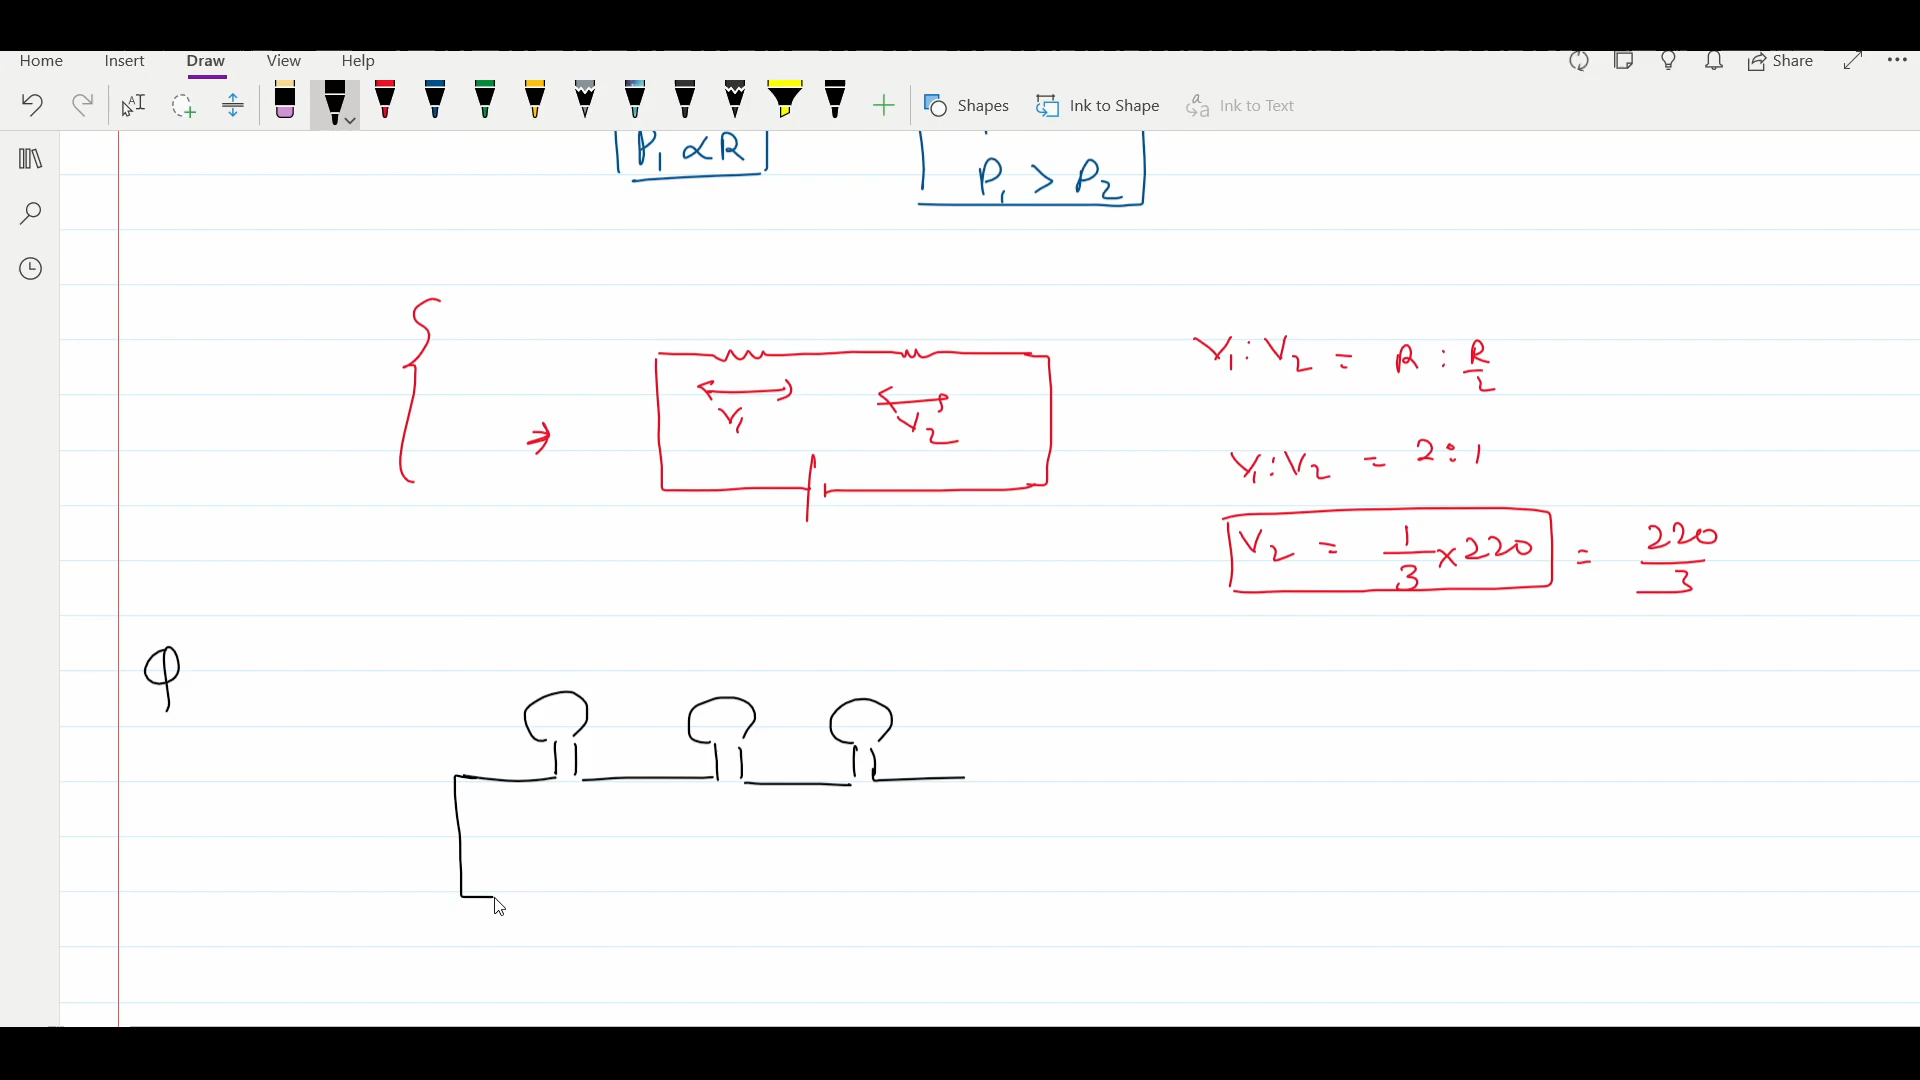 Home Insert Draw View Help Share
Shapes Ink to Shape Ink to Text
P₁ ∝ R
P₁ > P₂
V₁ : V₂ = R : R/2
V₁ V₂
V₁ : V₂ = 2 : 1
V₂ = 1/3 × 220 = 220/3